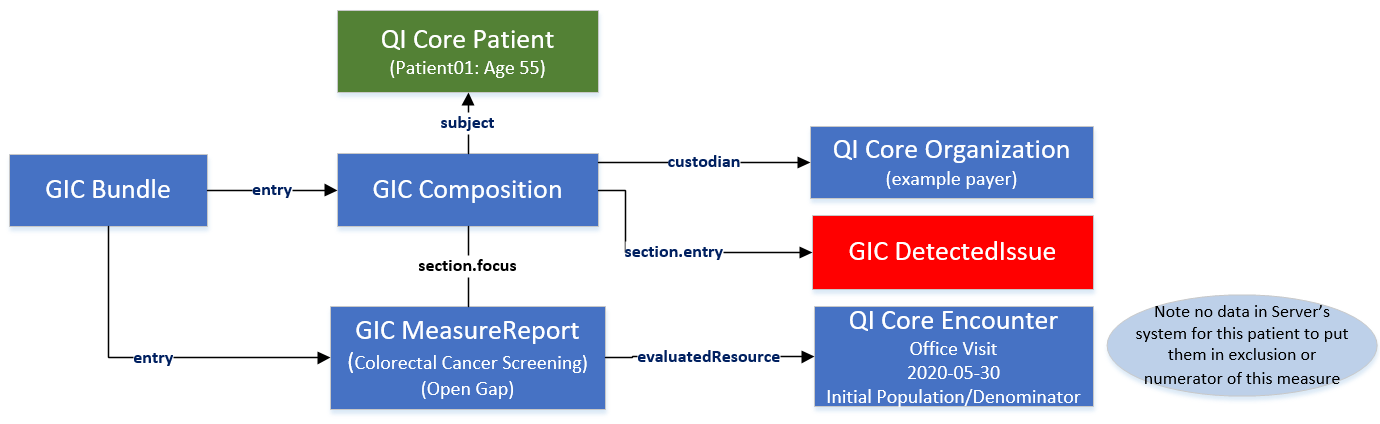 QI Core Patient
(Patient01: Age 55)
subject
GIC Bundle
entry
GIC Composition
custodian
QI Core Organization
(example payer)
section.entry
GIC DetectedIssue
section.focus
entry
GIC MeasureReport
(Colorectal Cancer Screening)
(Open Gap)
evaluatedResource
QI Core Encounter
Office Visit
2020-05-30
Initial Population/Denominator
Note no data in Server’s
system for this patient to put
them in exclusion or
numerator of this measure